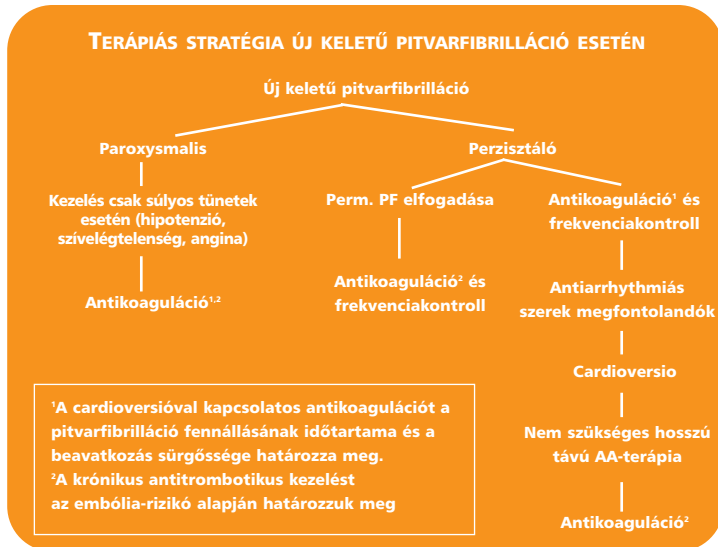 TERÁPIÁS STRATÉGIA ÚJ KELETŰ PITVARFIBRILLÁCIÓ ESETÉN
Új keletű pitvarfibrilláció
Paroxysmalis
Perzisztáló
Kezelés csak súlyos tünetek
esetén (hipotenzió,
szívelégtelenség, angina)
Antikoaguláció¹,²
Perm. PF elfogadása
Antikoaguláció² és
frekvenciakontroll
Antikoaguláció¹ és
frekvenciakontroll
Antiarrhythmiás
szerek megfontolandók
Cardioversio
Nem szükséges hosszú
távú AA-terápia
Antikoaguláció²
¹A cardioversióval kapcsolatos antikoagulációt a
pitvarfibrilláció fennállásának időtartama és a
beavatkozás sürgőssége határozza meg.
²A krónikus antitrombotikus kezelést
az embólia-rizikó alapján határozzuk meg